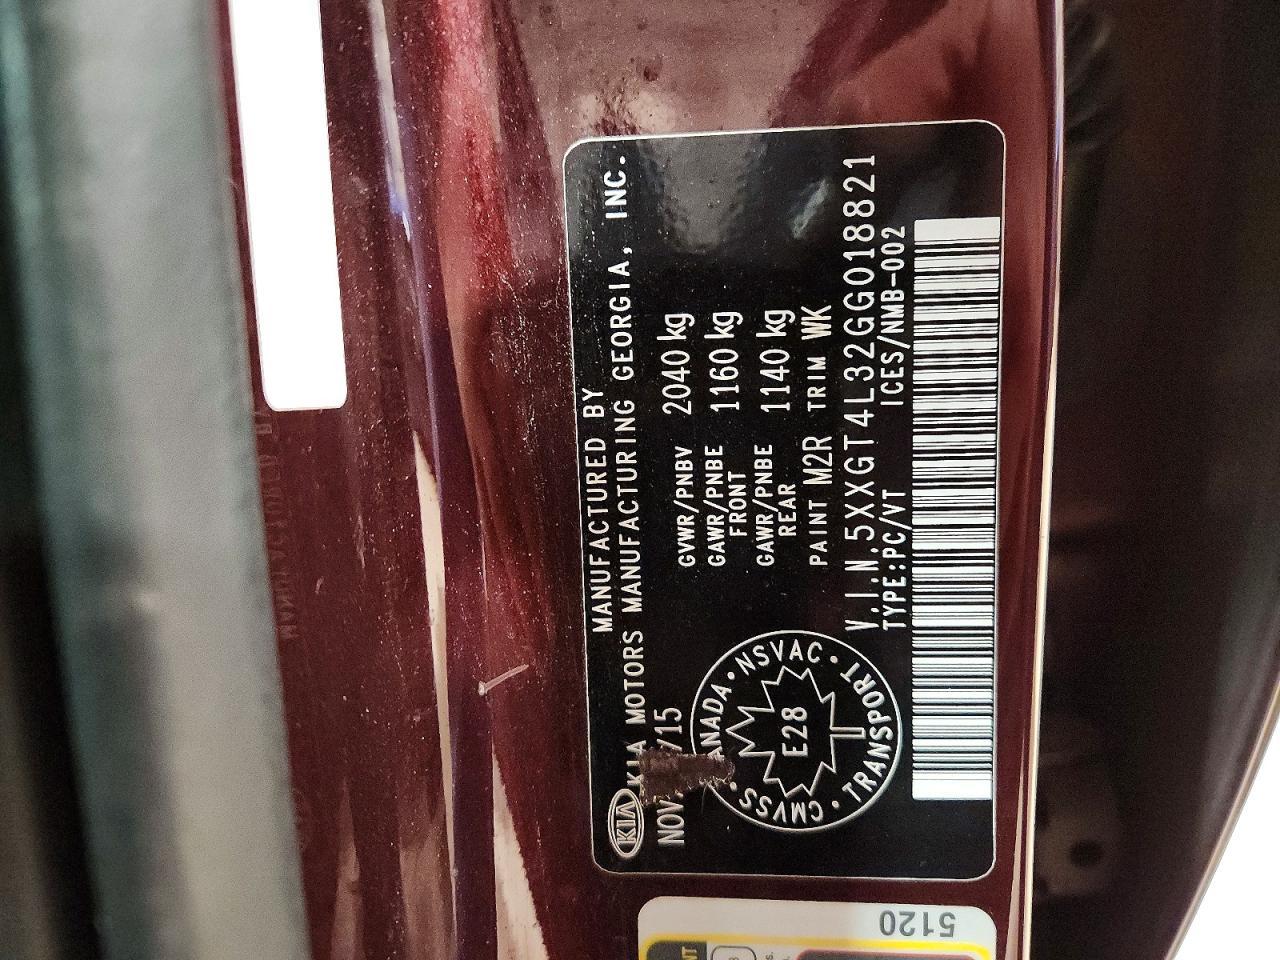 MANUFACTURED BY
KIA KIA MOTORS MANUFACTURING GEORGIA, INC.
NOV. /15
GVWR/PNBV 2040 kg
GAWR/PNBE 1160 kg
FRONT
GAWR/PNBE 1140 kg
REAR
PAINT M2R TRIM WK
V.I.N.5XXGT4L32GG018821
TYPE:PC/VT ICES/NMB-002
CANADA · NSVAC · TRANSPORT · CMVSS ·
E28
5120